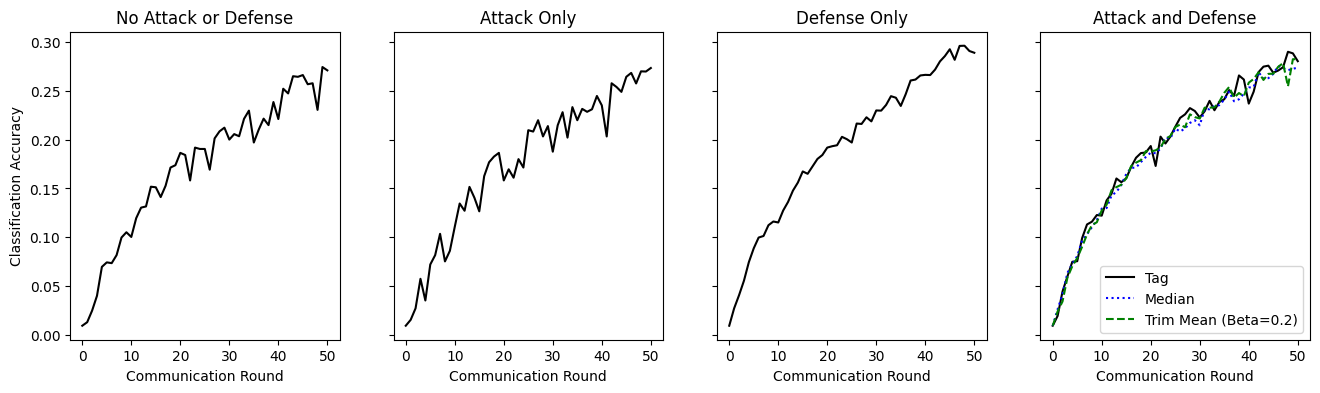 No Attack or Defense
Attack Only
Defense Only
Attack and Defense
Classification Accuracy
0.30
0.25
0.20
0.15
0.10
0.05
0.00
0 10 20 30 40 50
Communication Round
0 10 20 30 40 50
Communication Round
0 10 20 30 40 50
Communication Round
Tag
Median
Trim Mean (Beta=0.2)
0 10 20 30 40 50
Communication Round